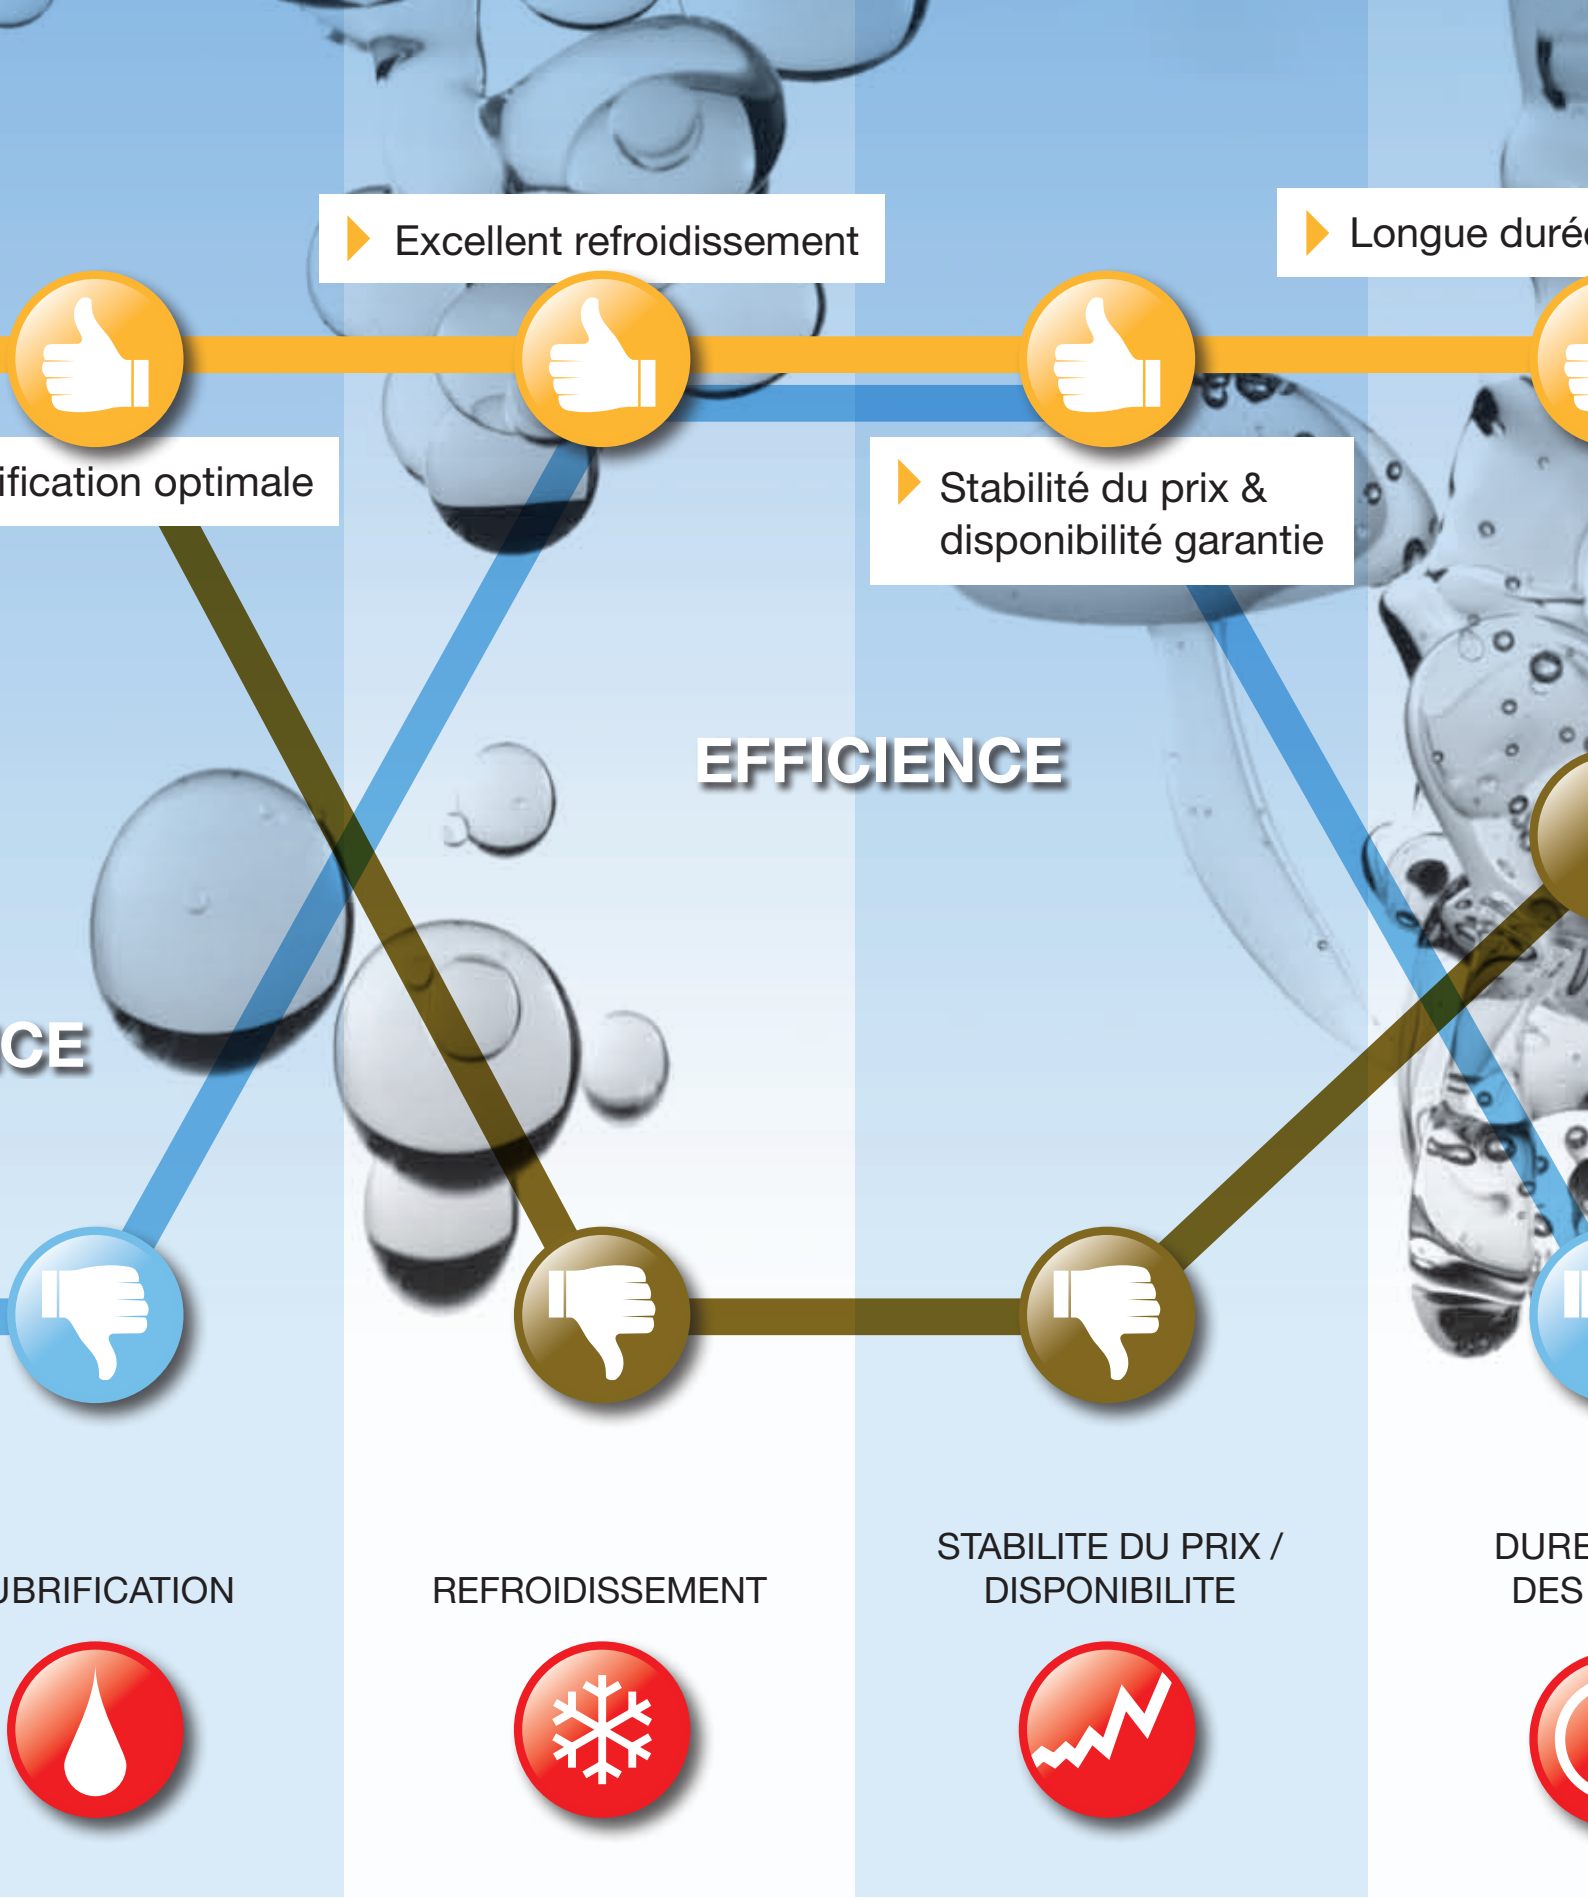 Excellent refroidissement
Longue durée
ification optimale
Stabilité du prix &
disponibilité garantie
EFFICIENCE
CE
UBRIFICATION
REFROIDISSEMENT
STABILITE DU PRIX /
DISPONIBILITE
DURE
DES